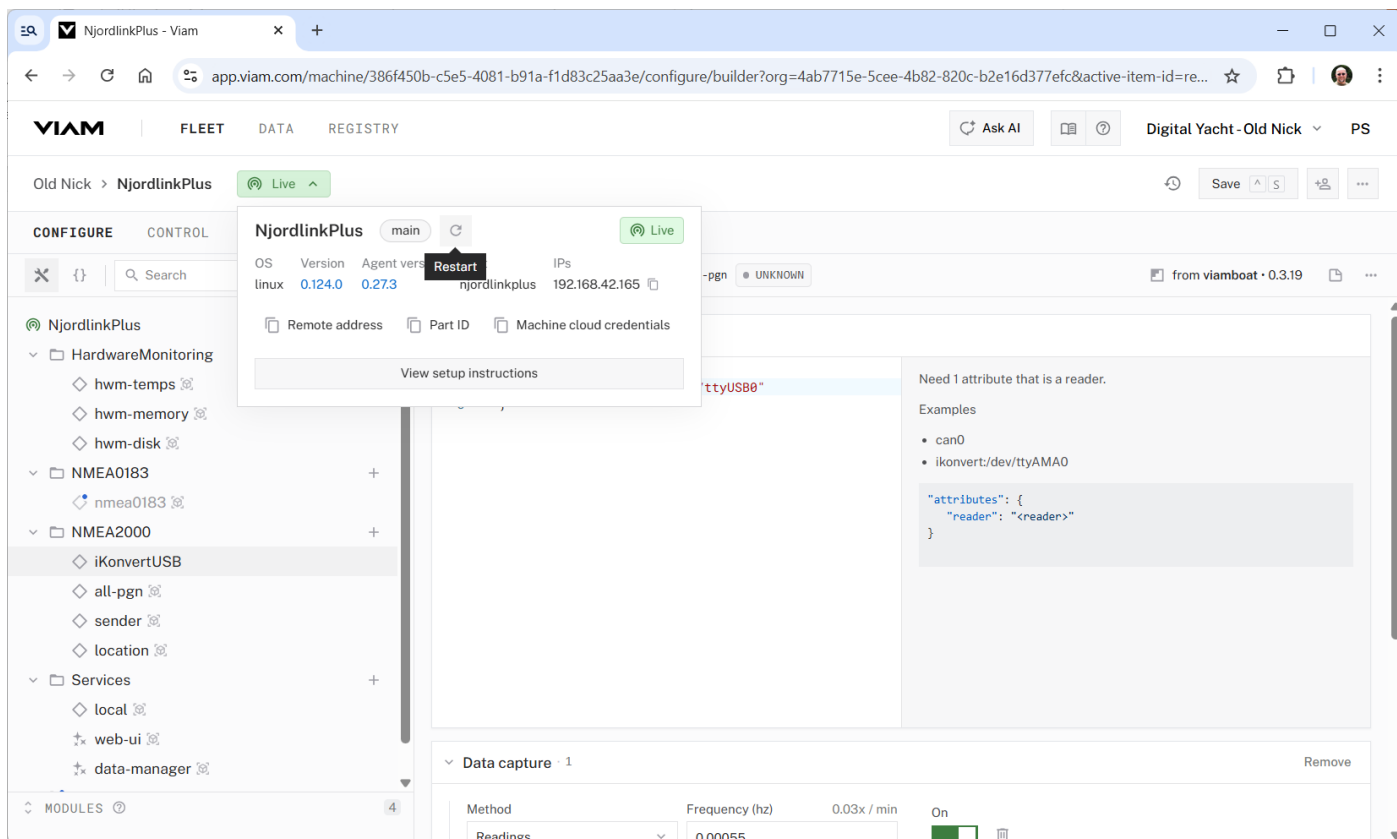 NjordlinkPlus - Viam
app.viam.com/machine/386f450b-c5e5-4081-b91a-f1d83c25aa3e/configure/builder?org=4ab7715e-5cee-4b82-820c-b2e16d377efc&active-item-id=re...
VIAM FLEET DATA REGISTRY Ask AI Digital Yacht - Old Nick PS
Old Nick > NjordlinkPlus Live Save ^ S
CONFIGURE CONTROL
NjordlinkPlus main Live
Restart
OS Version Agent vers IPs
linux 0.124.0 0.27.3 njordlinkplus 192.168.42.165
Remote address Part ID Machine cloud credentials
View setup instructions
{} Search
-pgn UNKNOWN from viamboat • 0.3.19
NjordlinkPlus
HardwareMonitoring
hwm-temps
hwm-memory
hwm-disk
NMEA0183
nmea0183
NMEA2000
iKonvertUSB
all-pgn
sender
location
Services
local
web-ui
data-manager
MODULES 4
/ttyUSB0"
Need 1 attribute that is a reader.
Examples
• can0
• ikonvert:/dev/ttyAMA0
"attributes": {
"reader": "<reader>"
}
Data capture · 1 Remove
Method Frequency (hz) 0.03x / min On
Readings 0.00055